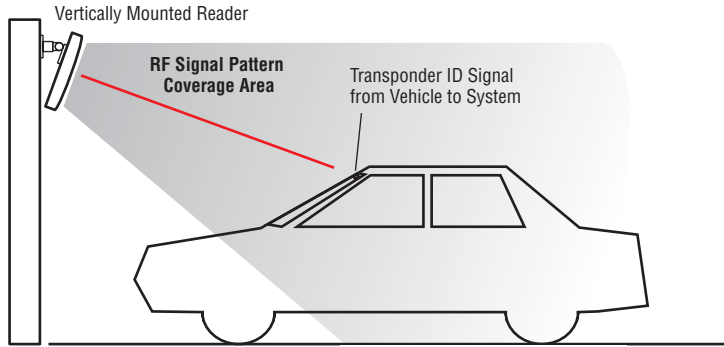 Vertically Mounted Reader
RF Signal Pattern
Coverage Area
Transponder ID Signal
from Vehicle to System